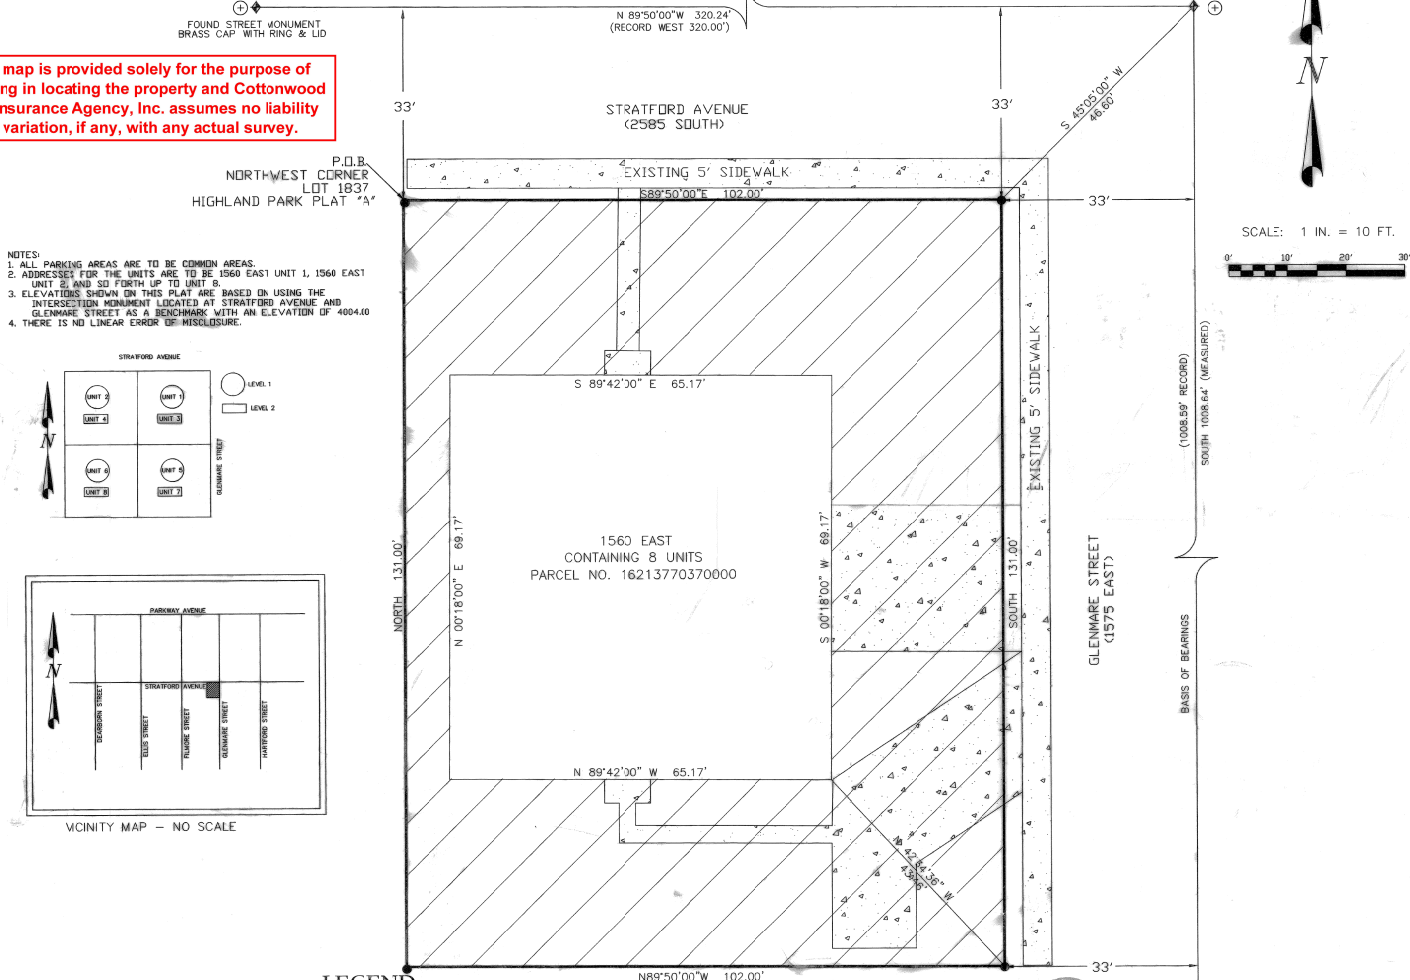 FOUND STREET MONUMENT
BRASS CAP WITH RING & LID
N 89°50'00"W 320.24'
(RECORD WEST 320.00')
map is provided solely for the purpose of
ng in locating the property and Cottonwood
nsurance Agency, Inc. assumes no liability
variation, if any, with any actual survey.
33'
STRATFORD AVENUE
(2585 SOUTH)
33'
S 45°05'00" W
46.60'
N
P.O.B.
NORTHWEST CORNER
LOT 1837
HIGHLAND PARK PLAT "A"
EXISTING 5' SIDEWALK
S89°50'00"E 102.00'
33'
SCALE: 1 IN. = 10 FT.
0' 10' 20' 30'
NOTES:
1. ALL PARKING AREAS ARE TO BE COMMON AREAS.
2. ADDRESSES FOR THE UNITS ARE TO BE 1560 EAST UNIT 1, 1560 EAST
UNIT 2, AND SO FORTH UP TO UNIT 8.
3. ELEVATIONS SHOWN ON THIS PLAT ARE BASED ON USING THE
INTERSECTION MONUMENT LOCATED AT STRATFORD AVENUE AND
GLENMARE STREET AS A BENCHMARK WITH AN ELEVATION OF 4004.00
4. THERE IS NO LINEAR ERROR OF MISCLOSURE.
STRATFORD AVENUE
UNIT 2
UNIT 1
LEVEL 1
UNIT 4
UNIT 3
LEVEL 2
N
UNIT 6
UNIT 5
UNIT 8
UNIT 7
GLENMARE STREET
S 89°42'00" E 65.17'
N 00°18'00" E 69.17'
1560 EAST
CONTAINING 8 UNITS
PARCEL NO. 16213770370000
S 00°18'00" W 69.17'
NORTH 131.00'
SOUTH 131.00'
EXISTING 5' SIDEWALK
GLENMARE STREET
(1575 EAST)
(1008.59' RECORD)
SOUTH 1008.64' (MEASURED)
BASIS OF BEARINGS
PARKWAY AVENUE
N
STRATFORD AVENUE
DEARBORN STREET
ELLIS STREET
FILMORE STREET
GLENMARE STREET
HARTFORD STREET
VICINITY MAP - NO SCALE
N 89°42'00" W 65.17'
W
33'
LEGEND
N89°50'00"W 102.00'